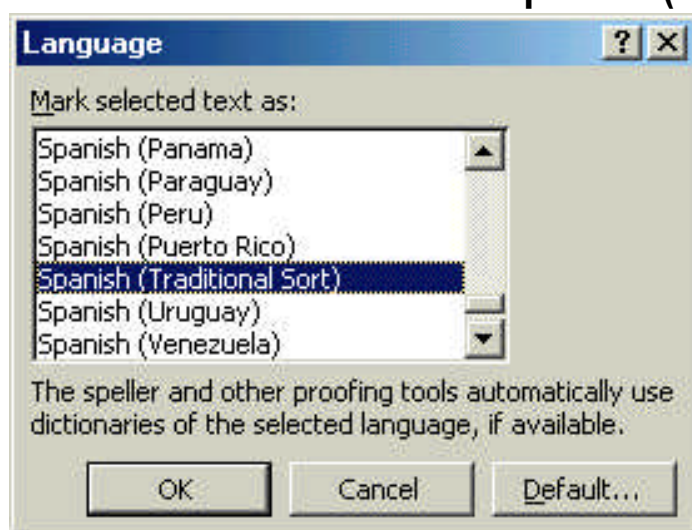 Language
Mark selected text as:
Spanish (Panama)
Spanish (Paraguay)
Spanish (Peru)
Spanish (Puerto Rico)
Spanish (Traditional Sort)
Spanish (Uruguay)
Spanish (Venezuela)
The speller and other proofing tools automatically use
dictionaries of the selected language, if available.
OK Cancel Default...